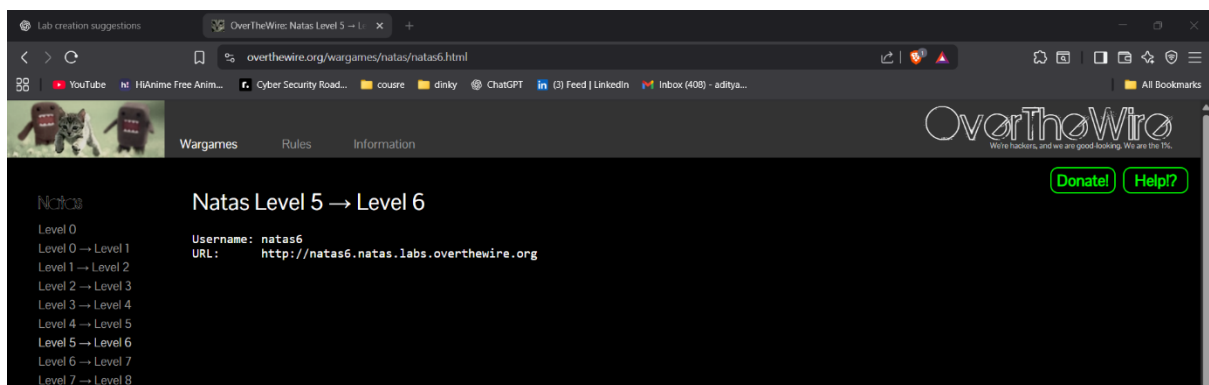 Lab creation suggestions
OverTheWire: Natas Level 5 → Le
overthewire.org/wargames/natas/natas6.html
YouTube h! HiAnime Free Anim... r. Cyber Security Road... cousre dinky ChatGPT in (3) Feed | LinkedIn Inbox (408) - aditya... All Bookmarks
Wargames Rules Information
OverTheWire
We're hackers, and we are good-looking. We are the 1%.
Donate! Help!?
Natas
Natas Level 5 → Level 6
Level 0
Username: natas6
Level 0 → Level 1
URL: http://natas6.natas.labs.overthewire.org
Level 1 → Level 2
Level 2 → Level 3
Level 3 → Level 4
Level 4 → Level 5
Level 5 → Level 6
Level 6 → Level 7
Level 7 → Level 8